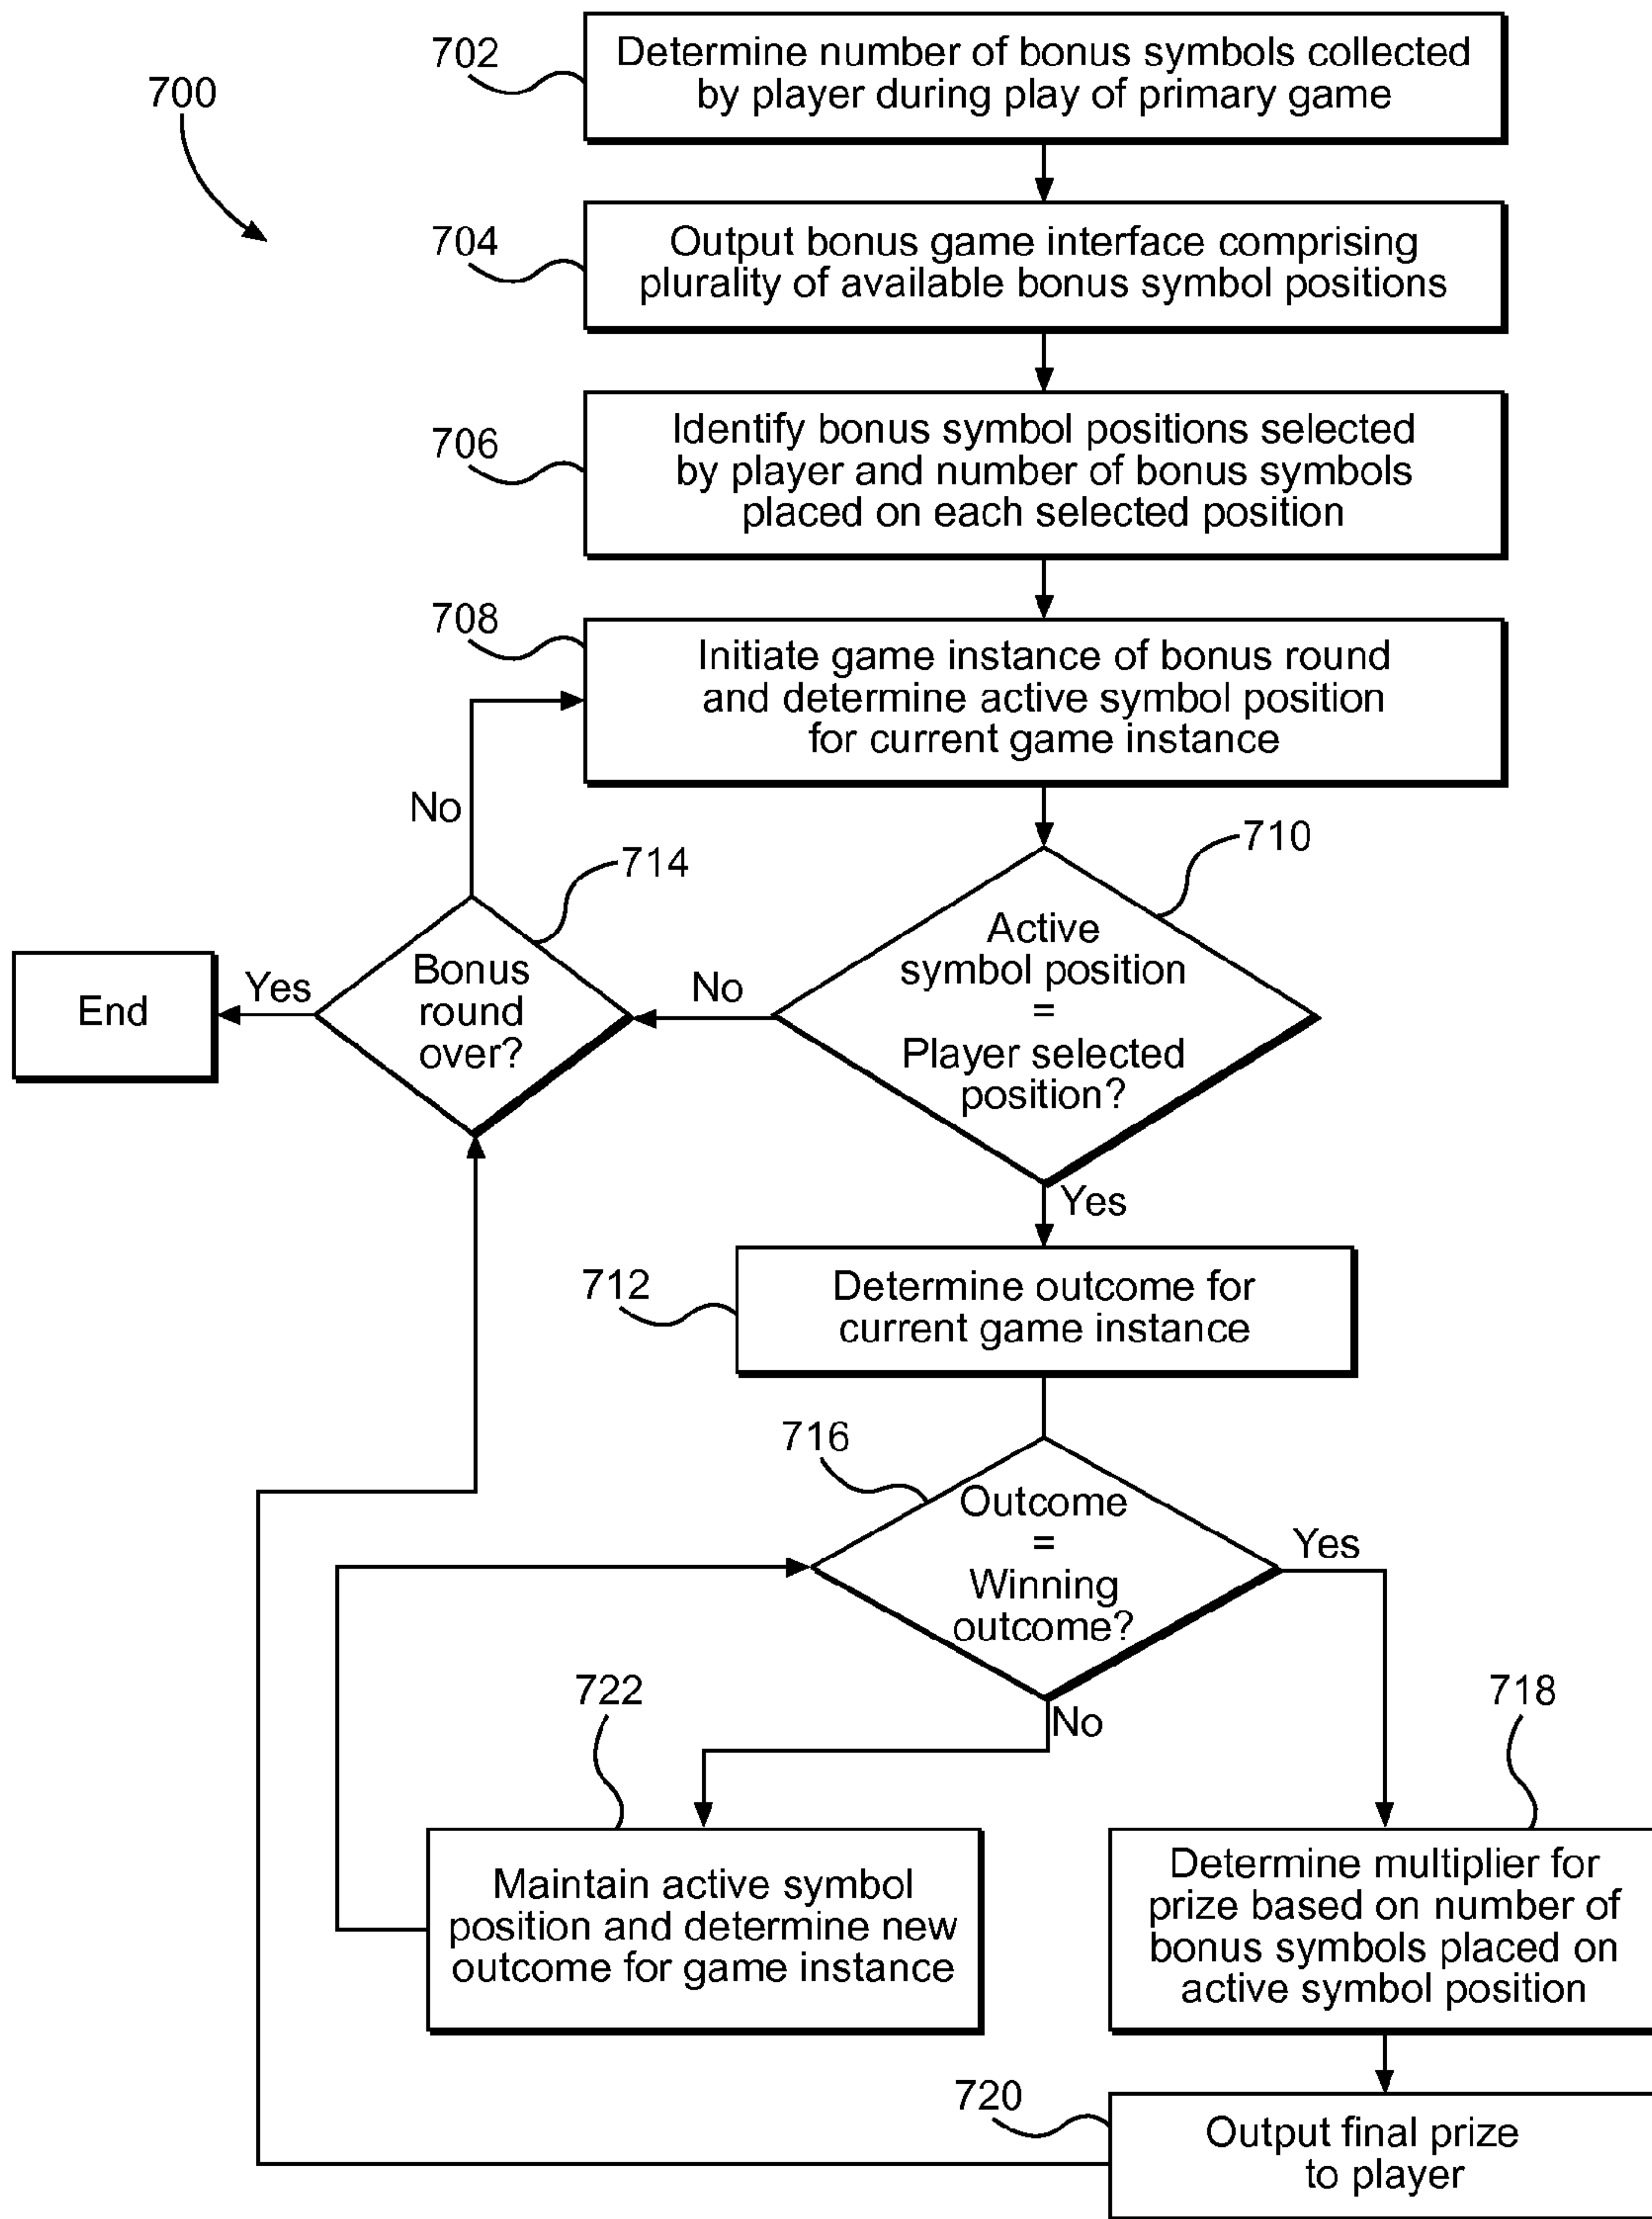 700
702
Determine number of bonus symbols collected
by player during play of primary game
704
Output bonus game interface comprising
plurality of available bonus symbol positions
706
Identify bonus symbol positions selected
by player and number of bonus symbols
placed on each selected position
708
Initiate game instance of bonus round
and determine active symbol position
for current game instance
No
710
714
Active
symbol position
=
Player selected
position?
No
Bonus
round
over?
Yes
End
Yes
712
Determine outcome for
current game instance
716
Outcome
=
Winning
outcome?
Yes
No
722
718
Maintain active symbol
position and determine new
outcome for game instance
Determine multiplier for
prize based on number of
bonus symbols placed on
active symbol position
720
Output final prize
to player